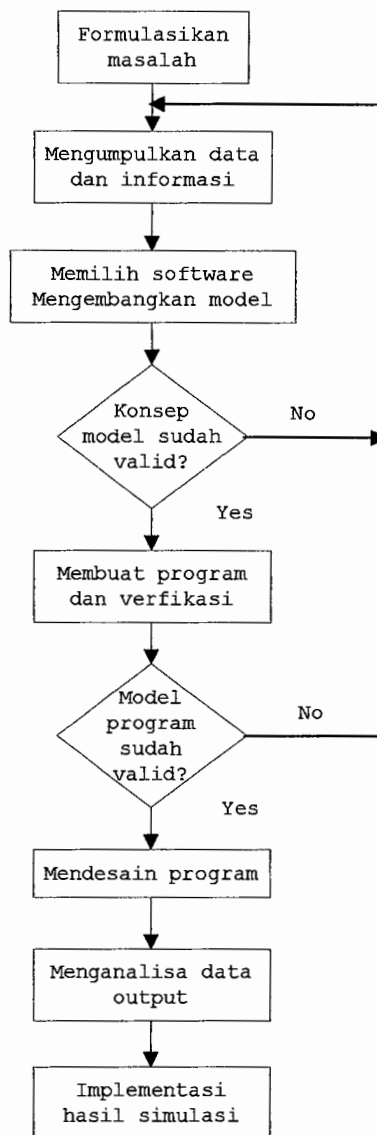 Formulasikan
masalah
Mengumpulkan data
dan informasi
Memilih software
Mengembangkan model
Konsep
model sudah
valid?
No
Yes
Membuat program
dan verfikasi
Model
program
sudah
valid?
No
Yes
Mendesain program
Menganalisa data
output
Implementasi
hasil simulasi